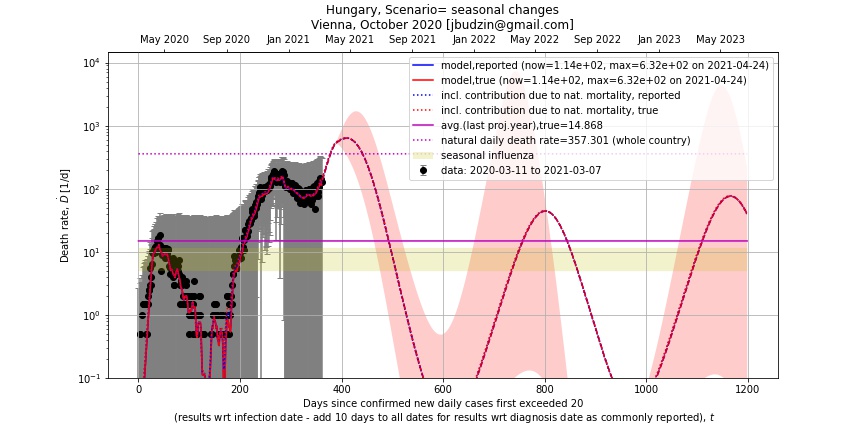 Hungary, Scenario= seasonal changes
Vienna, October 2020 [jbudzin@gmail.com]
May 2020 Sep 2020 Jan 2021 May 2021 Sep 2021 Jan 2022 May 2022 Sep 2022 Jan 2023 May 2023
model,reported (now=1.14e+02, max=6.32e+02 on 2021-04-24)
model,true (now=1.14e+02, max=6.32e+02 on 2021-04-24)
incl. contribution due to nat. mortality, reported
incl. contribution due to nat. mortality, true
avg.(last proj.year),true=14.868
natural daily death rate=357.301 (whole country)
seasonal influenza
data: 2020-03-11 to 2021-03-07
Death rate, D [1/d]
10⁴
10³
10²
10¹
10⁰
10⁻¹
0 200 400 600 800 1000 1200
Days since confirmed new daily cases first exceeded 20
(results wrt infection date - add 10 days to all dates for results wrt diagnosis date as commonly reported), t